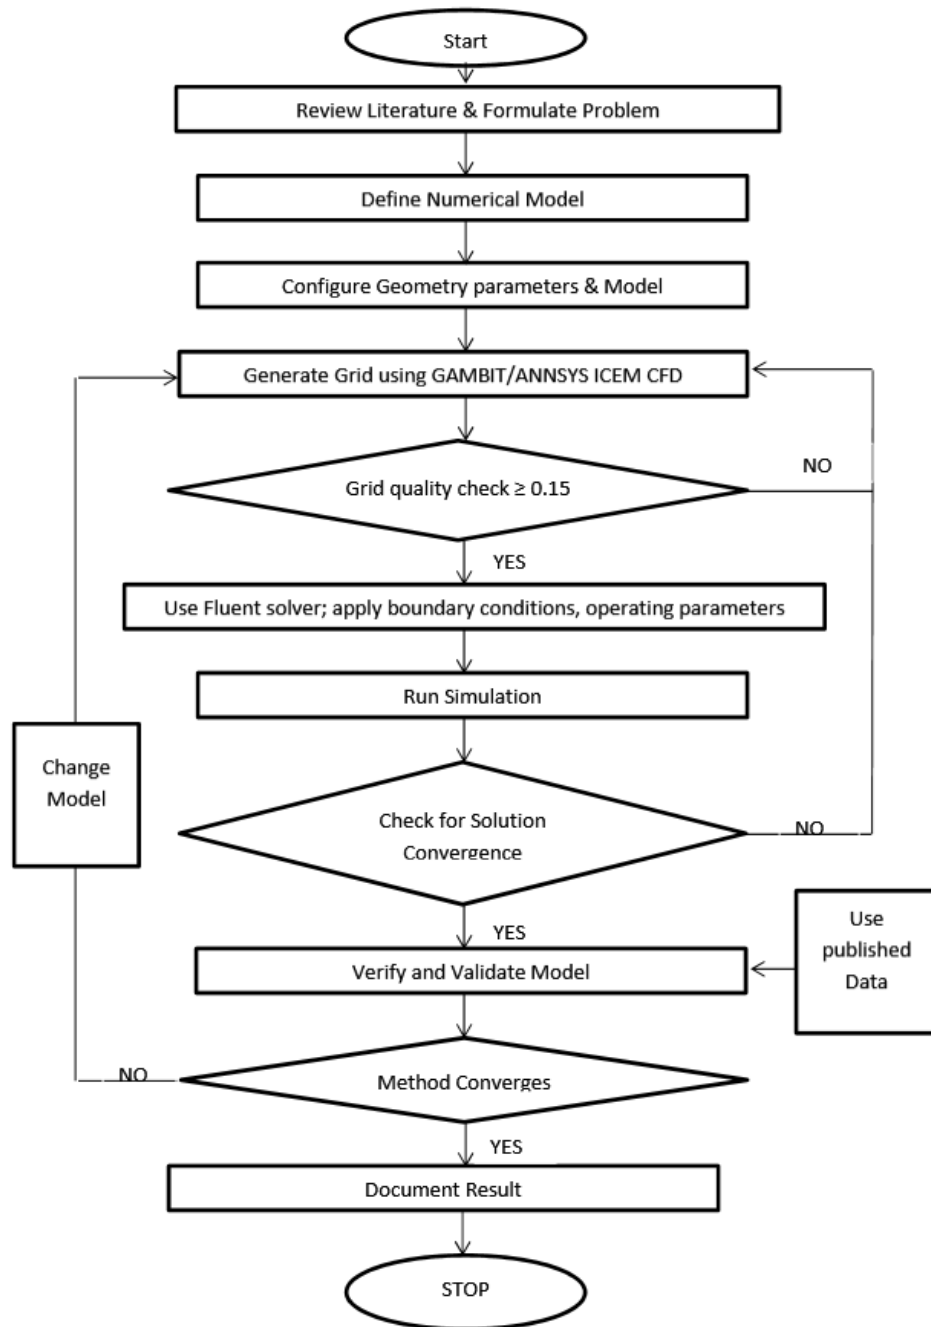 Start
Review Literature & Formulate Problem
Define Numerical Model
Configure Geometry parameters & Model
Generate Grid using GAMBIT/ANNSYS ICEM CFD
NO
Grid quality check ≥ 0.15
YES
Use Fluent solver; apply boundary conditions, operating parameters
Run Simulation
Change
Model
Check for Solution
Convergence
NO
YES
Use
published
Data
Verify and Validate Model
NO
Method Converges
YES
Document Result
STOP